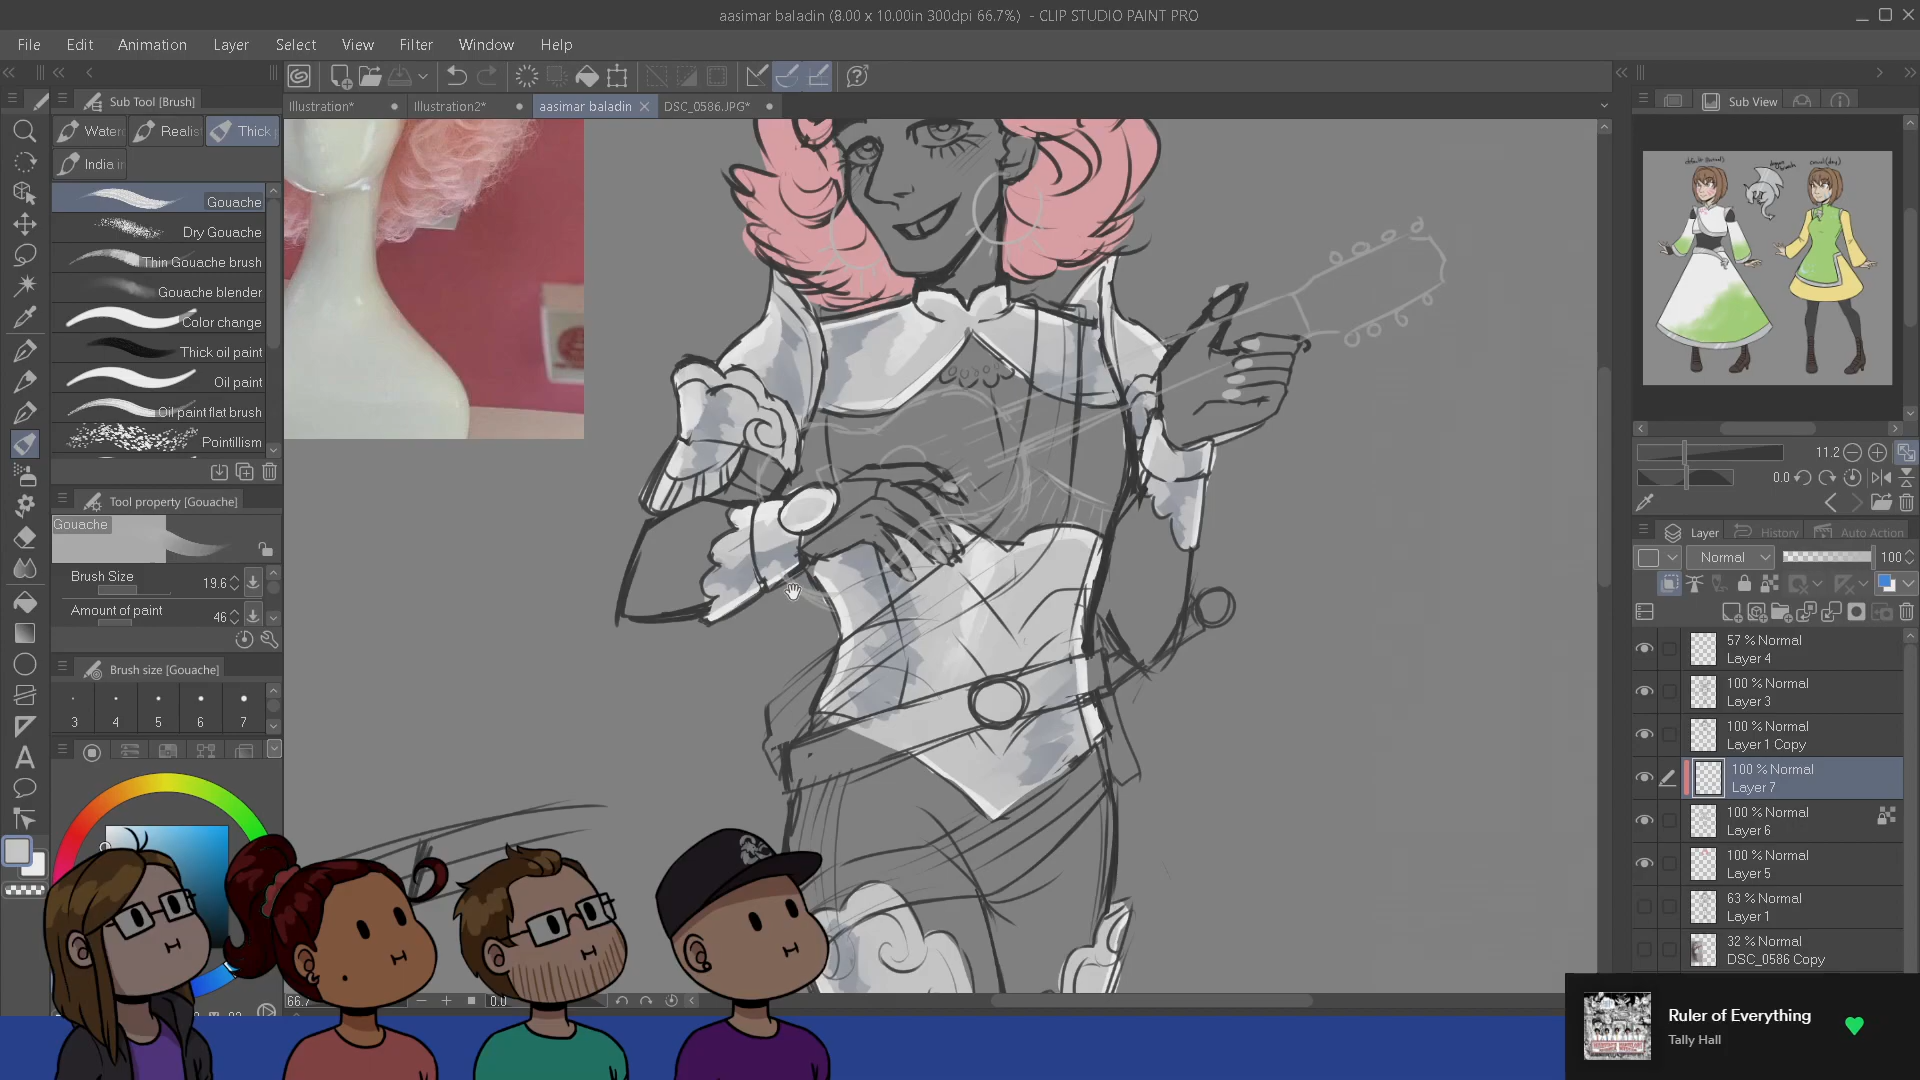 aasimar baladin (8.00 x 10.00in 300dpi 66.7%) - CLIP STUDIO PAINT PRO
File Edit Animation Layer Select View Filter Window Help
Sub Tool [Brush]
Illustration* Illustration2* aasimar baladin DSC_0586.JPG*
Sub View
Water Realis Thick
India in
Gouache
Dry Gouache
Thin Gouache brush
Gouache blender
Color change
Thick oil paint
Oil paint
Oil paint flat brush
Pointillism
11.2
0.0
Tool property [Gouache]
Gouache
Brush Size 19.6
Amount of paint 46
Brush size [Gouache]
3 4 5 6 7
Layer History Auto Action
Normal 100
57 % Normal
Layer 4
100 % Normal
Layer 3
100 % Normal
Layer 1 Copy
100 % Normal
Layer 7
100 % Normal
Layer 6
100 % Normal
Layer 5
63 % Normal
Layer 1
32 % Normal
DSC_0586 Copy
66.7 0.0
Ruler of Everything
Tally Hall